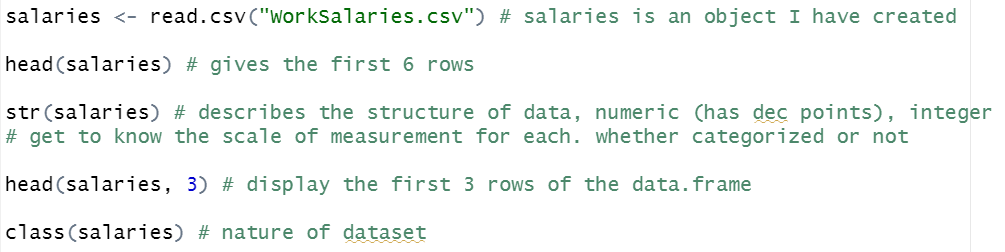 salaries <- read.csv("WorkSalaries.csv") # salaries is an object I have created
head(salaries) # gives the first 6 rows
str(salaries) # describes the structure of data, numeric (has dec points), integer
# get to know the scale of measurement for each. whether categorized or not
head(salaries, 3) # display the first 3 rows of the data.frame
class(salaries) # nature of dataset